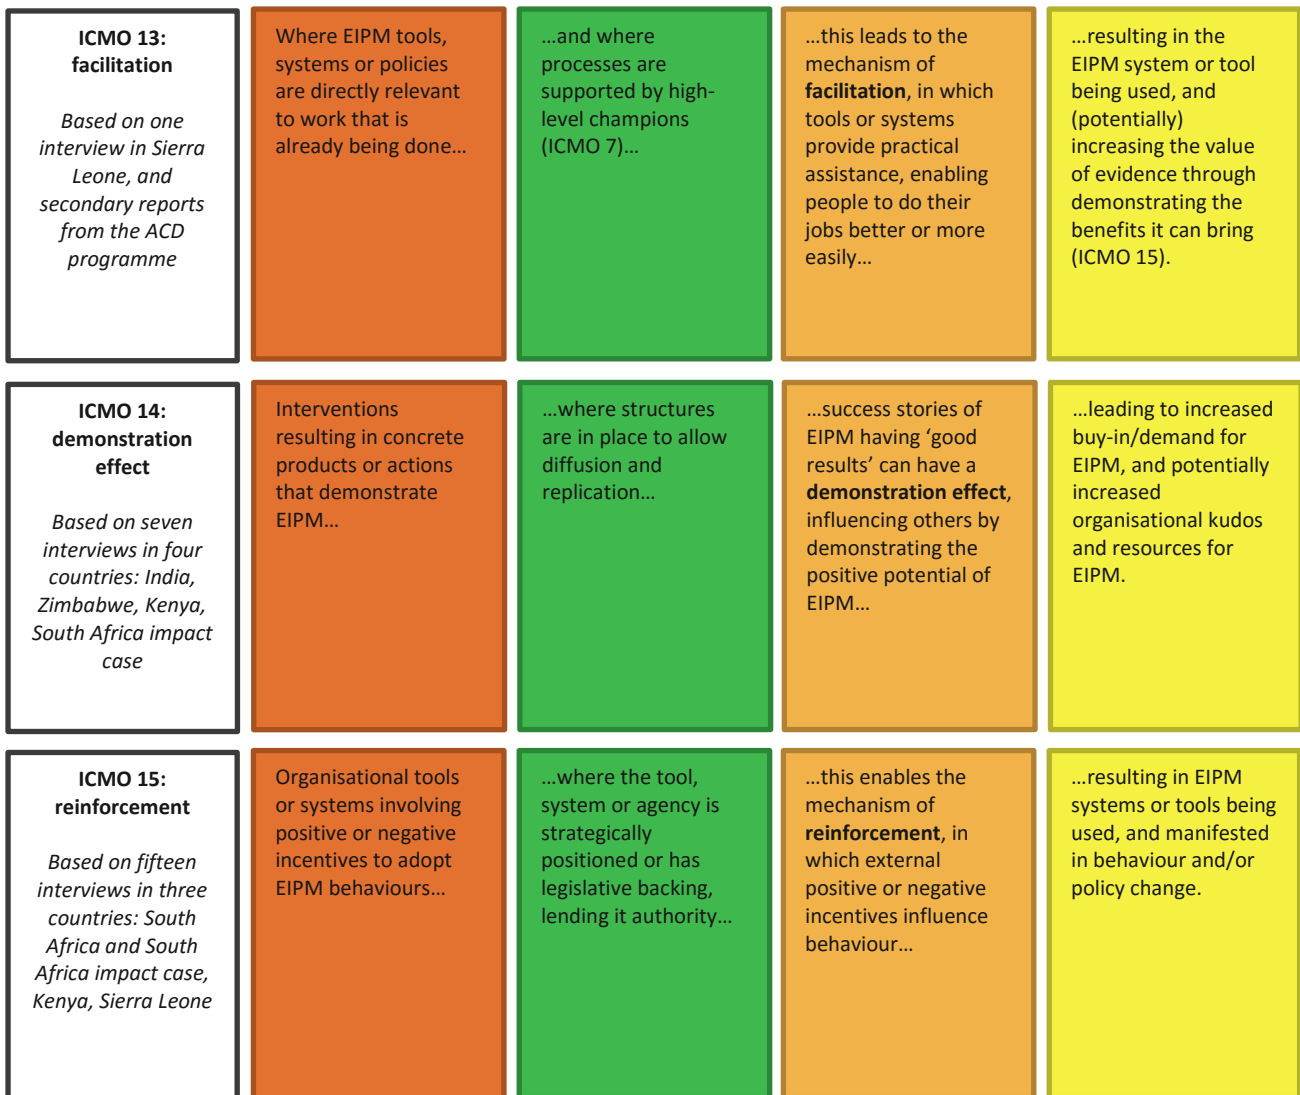 ICMO 13:
facilitation
Based on one
interview in Sierra
Leone, and
secondary reports
from the ACD
programme
Where EIPM tools,
systems or policies
are directly relevant
to work that is
already being done…
…and where
processes are
supported by high-
level champions
(ICMO 7)…
…this leads to the
mechanism of
facilitation, in which
tools or systems
provide practical
assistance, enabling
people to do their
jobs better or more
easily…
…resulting in the
EIPM system or tool
being used, and
(potentially)
increasing the value
of evidence through
demonstrating the
benefits it can bring
(ICMO 15).
ICMO 14:
demonstration
effect
Based on seven
interviews in four
countries: India,
Zimbabwe, Kenya,
South Africa impact
case
Interventions
resulting in concrete
products or actions
that demonstrate
EIPM…
…where structures
are in place to allow
diffusion and
replication…
…success stories of
EIPM having ‘good
results’ can have a
demonstration effect,
influencing others by
demonstrating the
positive potential of
EIPM…
…leading to increased
buy-in/demand for
EIPM, and potentially
increased
organisational kudos
and resources for
EIPM.
ICMO 15:
reinforcement
Based on fifteen
interviews in three
countries: South
Africa and South
Africa impact case,
Kenya, Sierra Leone
Organisational tools
or systems involving
positive or negative
incentives to adopt
EIPM behaviours…
…where the tool,
system or agency is
strategically
positioned or has
legislative backing,
lending it authority…
…this enables the
mechanism of
reinforcement, in
which external
positive or negative
incentives influence
behaviour…
…resulting in EIPM
systems or tools being
used, and manifested
in behaviour and/or
policy change.